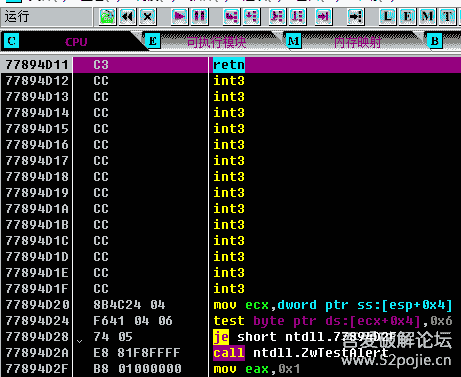 运行
L E M T
C CPU E 可执行模块 M 内存映射 B
77894D11 C3 retn
77894D12 CC int3
77894D13 CC int3
77894D14 CC int3
77894D15 CC int3
77894D16 CC int3
77894D17 CC int3
77894D18 CC int3
77894D19 CC int3
77894D1A CC int3
77894D1B CC int3
77894D1C CC int3
77894D1D CC int3
77894D1E CC int3
77894D1F CC int3
77894D20 8B4C24 04 mov ecx,dword ptr ss:[esp+0x4]
77894D24 F641 04 06 test byte ptr ds:[ecx+0x4],0x6
77894D28 74 05 je short ntdll.77894D2F
77894D2A E8 81F8FFFF call ntdll.ZwTestAlert
77894D2F B8 01000000 mov eax,0x1
吾爱破解论坛
www.52pojie.cn